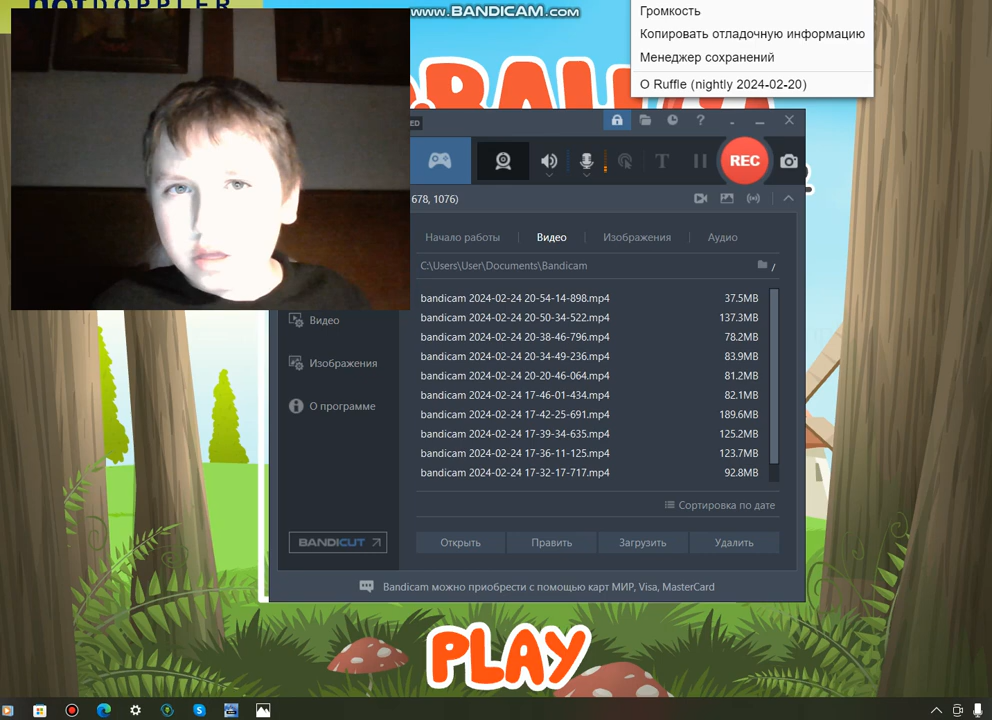 notDOPPLER
www.BANDICAM.com
Громкость
Копировать отладочную информацию
Менеджер сохранений
О Ruffle (nightly 2024-02-20)
ED
REC
678, 1076)
Начало работы
Видео
Изображения
Аудио
C:\Users\User\Documents\Bandicam
bandicam 2024-02-24 20-54-14-898.mp4 37.5MB
bandicam 2024-02-24 20-50-34-522.mp4 137.3MB
bandicam 2024-02-24 20-38-46-796.mp4 78.2MB
bandicam 2024-02-24 20-34-49-236.mp4 83.9MB
bandicam 2024-02-24 20-20-46-064.mp4 81.2MB
bandicam 2024-02-24 17-46-01-434.mp4 82.1MB
bandicam 2024-02-24 17-42-25-691.mp4 189.6MB
bandicam 2024-02-24 17-39-34-635.mp4 125.2MB
bandicam 2024-02-24 17-36-11-125.mp4 123.7MB
bandicam 2024-02-24 17-32-17-717.mp4 92.8MB
Видео
Изображения
О программе
Сортировка по дате
BANDICUT
Открыть
Править
Загрузить
Удалить
Bandicam можно приобрести с помощью карт МИР, Visa, MasterCard
PLAY